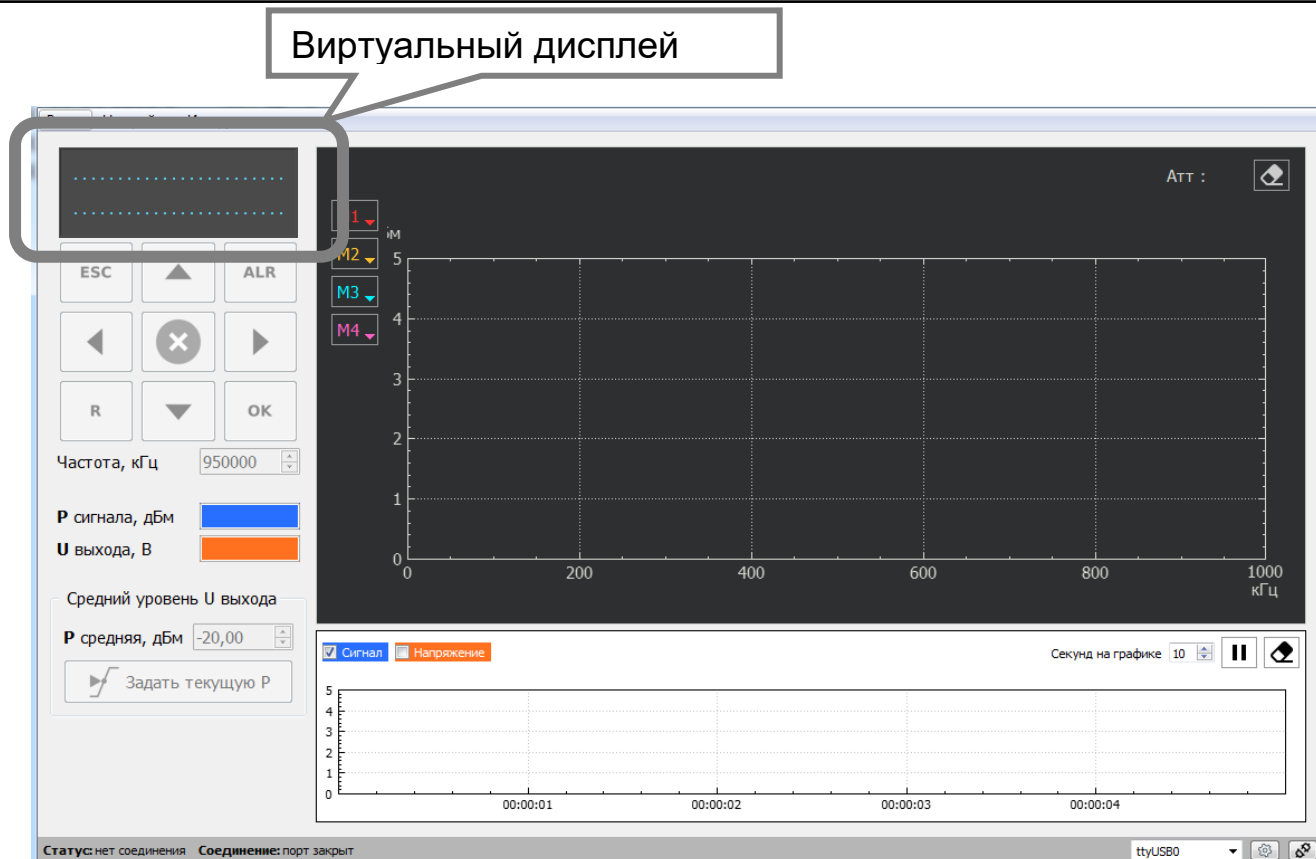 Виртуальный дисплей
Атт :
M2
M3
M4
5
4
3
2
1
0
0 200 400 600 800 1000
кГц
ESC ALR
R OK
Частота, кГц 950000
P сигнала, дБм
U выхода, В
Средний уровень U выхода
P средняя, дБм -20,00
Задать текущую P
Сигнал Напряжение Секунд на графике 10
5
4
3
2
1
0
00:00:01 00:00:02 00:00:03 00:00:04
Статус: нет соединения Соединение: порт закрыт ttyUSB0